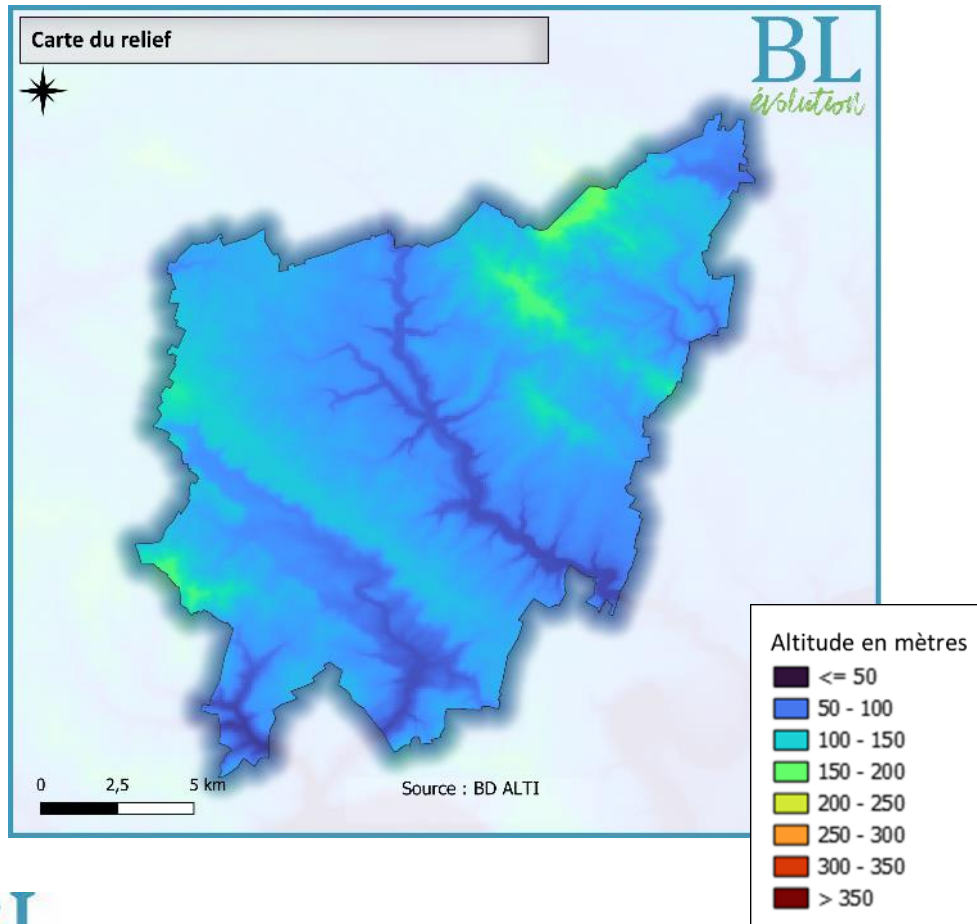 Carte du relief
BL
évolution
Altitude en mètres
<= 50
50 - 100
100 - 150
150 - 200
200 - 250
250 - 300
300 - 350
> 350
0 2,5 5 km
Source : BD ALTI